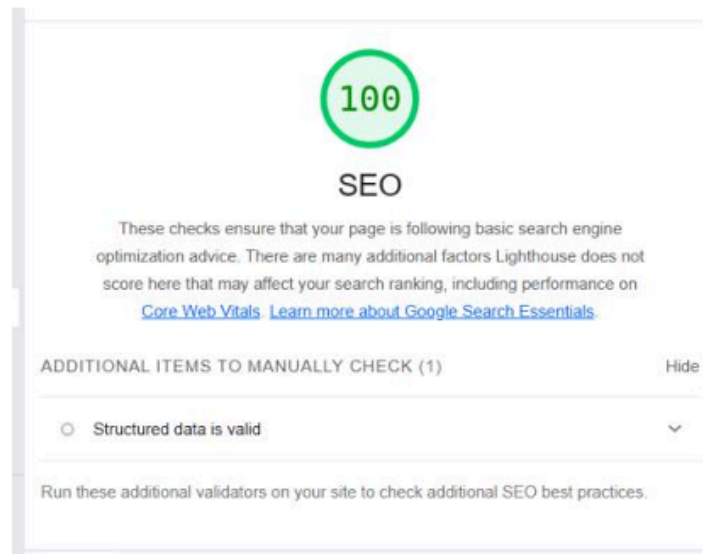 100
SEO
These checks ensure that your page is following basic search engine
optimization advice. There are many additional factors Lighthouse does not
score here that may affect your search ranking, including performance on
Core Web Vitals. Learn more about Google Search Essentials.
ADDITIONAL ITEMS TO MANUALLY CHECK (1) Hide
Structured data is valid
Run these additional validators on your site to check additional SEO best practices.